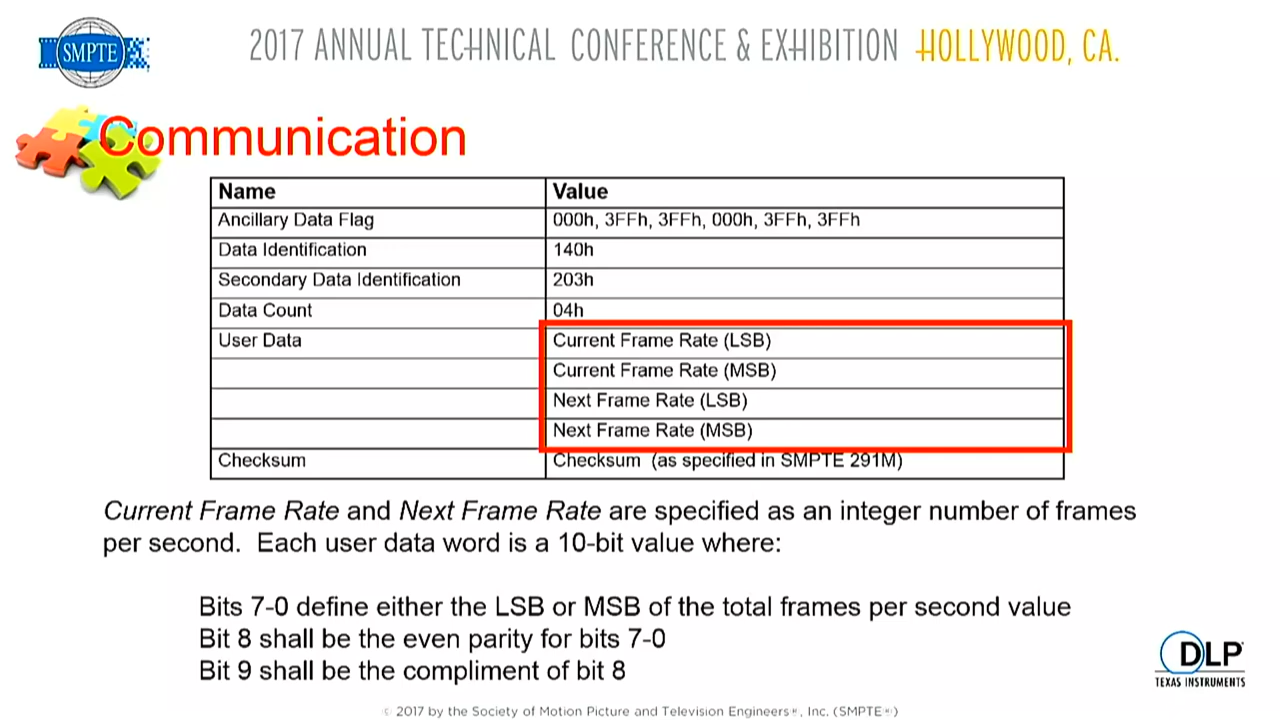 SMPTE
2017 ANNUAL TECHNICAL CONFERENCE & EXHIBITION HOLLYWOOD, CA.
Communication
Name Value
Ancillary Data Flag 000h, 3FFh, 3FFh, 000h, 3FFh, 3FFh
Data Identification 140h
Secondary Data Identification 203h
Data Count 04h
User Data Current Frame Rate (LSB)
Current Frame Rate (MSB)
Next Frame Rate (LSB)
Next Frame Rate (MSB)
Checksum Checksum (as specified in SMPTE 291M)
Current Frame Rate and Next Frame Rate are specified as an integer number of frames
per second. Each user data word is a 10-bit value where:
Bits 7-0 define either the LSB or MSB of the total frames per second value
Bit 8 shall be the even parity for bits 7-0
Bit 9 shall be the compliment of bit 8
DLP
TEXAS INSTRUMENTS
© 2017 by the Society of Motion Picture and Television Engineers®, Inc. (SMPTE®)